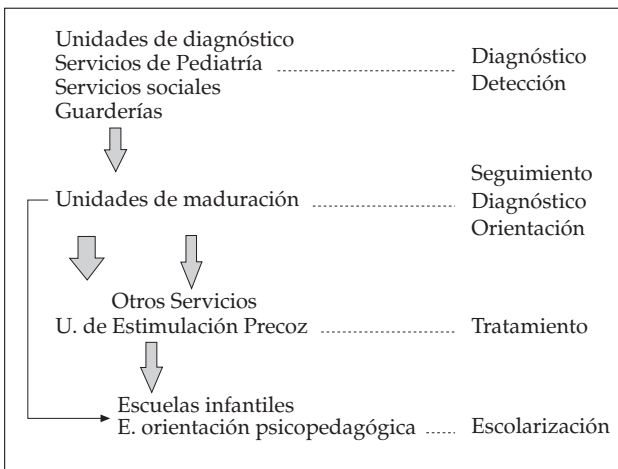 Unidades de diagnóstico
Servicios de Pediatría ........................ Diagnóstico
Servicios sociales Detección
Guarderías
Seguimiento
Unidades de maduración ........................ Diagnóstico
Orientación
Otros Servicios
U. de Estimulación Precoz ........................ Tratamiento
Escuelas infantiles
E. orientación psicopedagógica ...... Escolarización